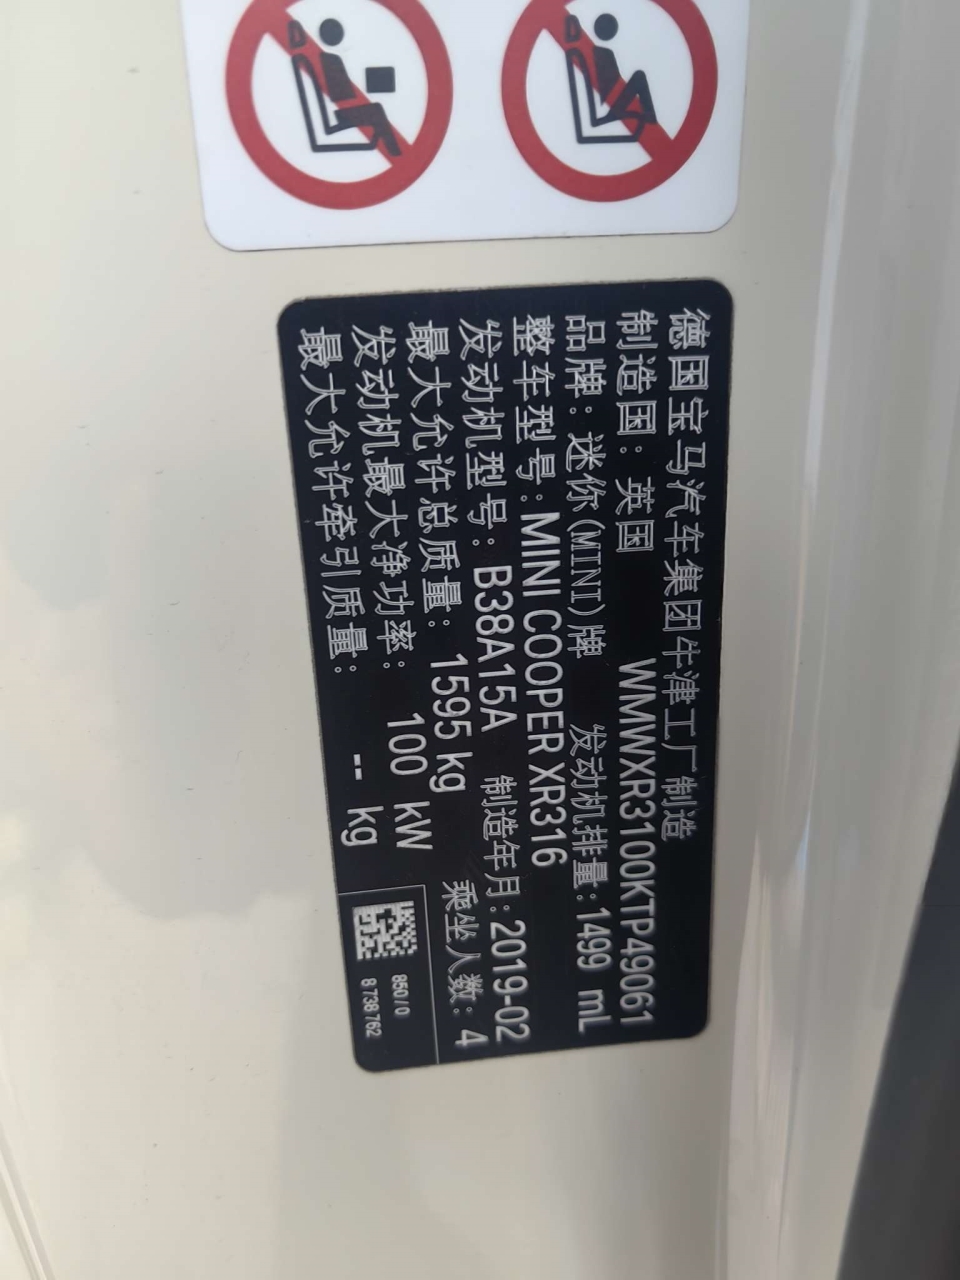 德国宝马汽车集团牛津工厂制造
制造国：英国 WMWXR3100KTP49061
品牌：迷你(MINI)牌 发动机排量：1499 mL
整车型号：MINI COOPER XR316
发动机型号：B38A15A 制造年月：2019-02
最大允许总质量：1595 kg 乘坐人数：4
发动机最大净功率：100 kW
最大允许牵引质量：-- kg
850/0
8 738 762